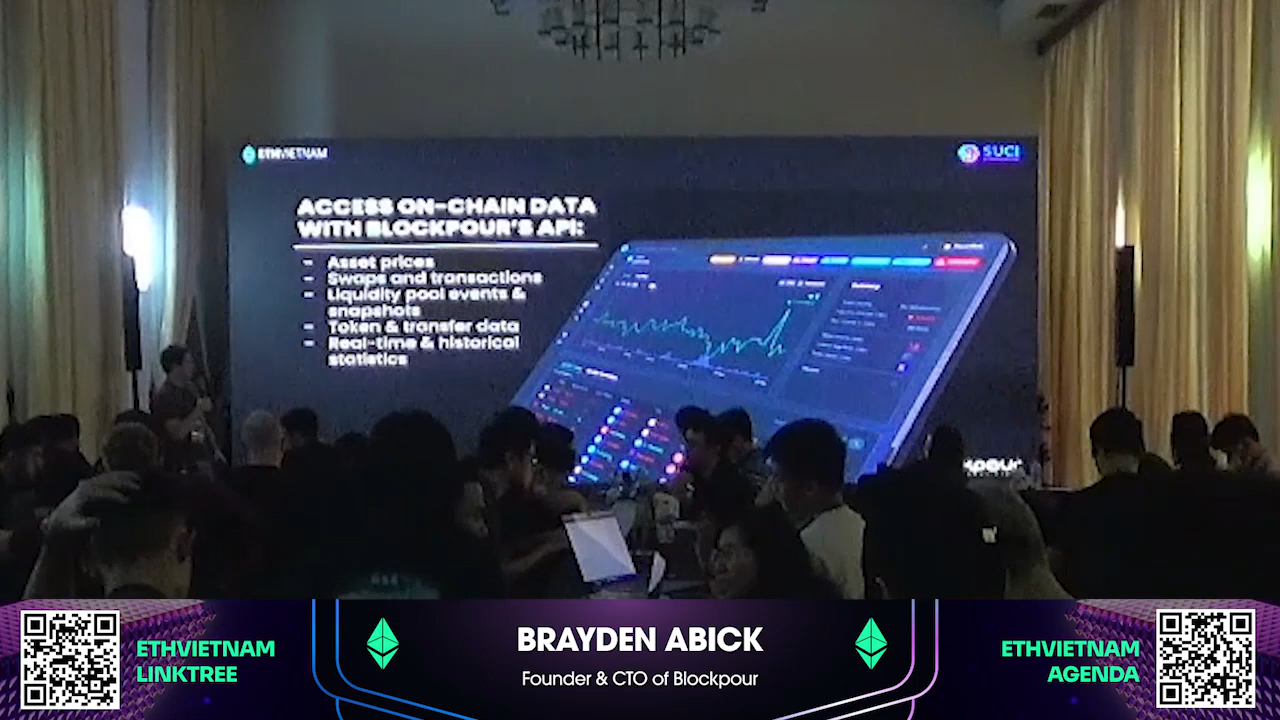 ETHVIETNAM
SUCI
ACCESS ON-CHAIN DATA
WITH BLOCKPOUR'S API:
- Asset prices
- Swaps and transactions
- Liquidity pool events &
snapshots
- Token & transfer data
- Real-time & historical
statistics
Summary
ETHVIETNAM
LINKTREE
BRAYDEN ABICK
Founder & CTO of Blockpour
ETHVIETNAM
AGENDA